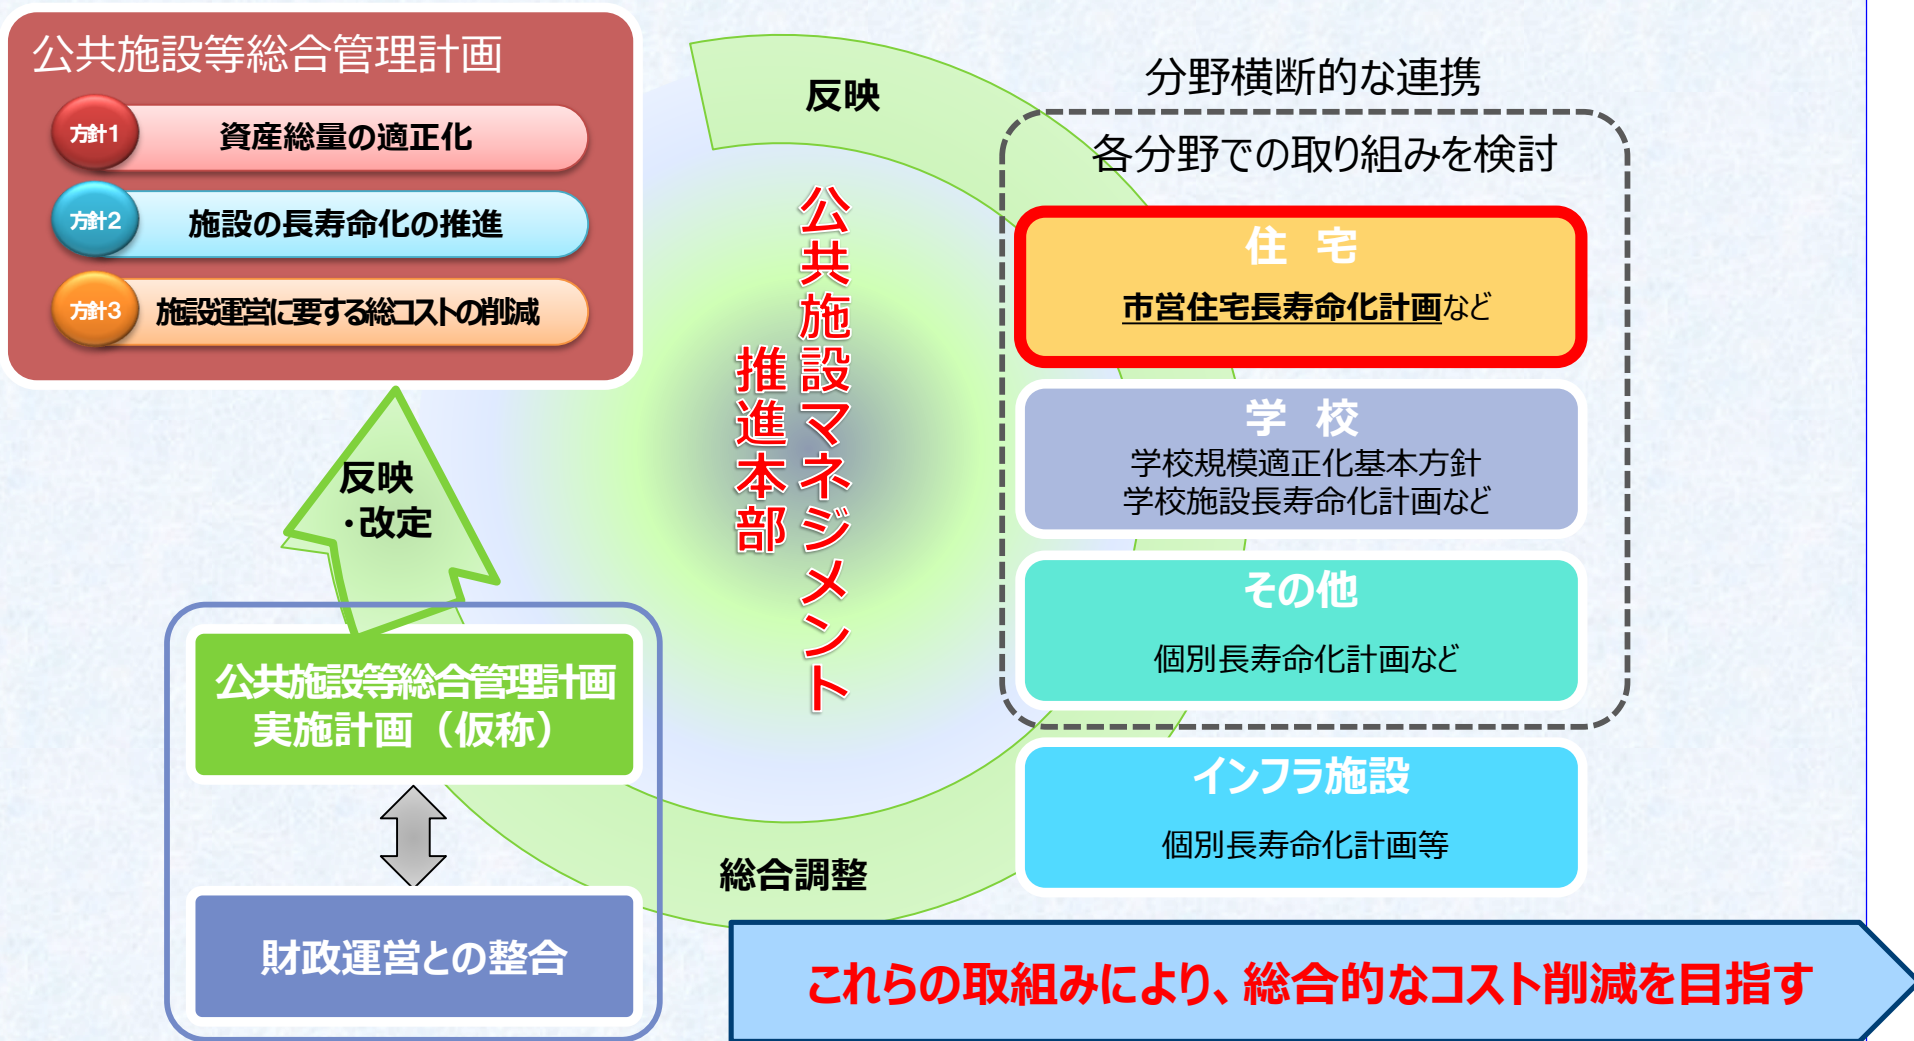 公共施設等総合管理計画
方針1
資産総量の適正化
方針2
施設の長寿命化の推進
方針3
施設運営に要する総コストの削減
反映
公共施設マネジメント
推進本部
分野横断的な連携
各分野での取り組みを検討
住 宅
市営住宅長寿命化計画など
学 校
学校規模適正化基本方針
学校施設長寿命化計画など
その他
個別長寿命化計画など
インフラ施設
個別長寿命化計画等
反映
・改定
公共施設等総合管理計画
実施計画（仮称）
財政運営との整合
総合調整
これらの取組みにより、総合的なコスト削減を目指す